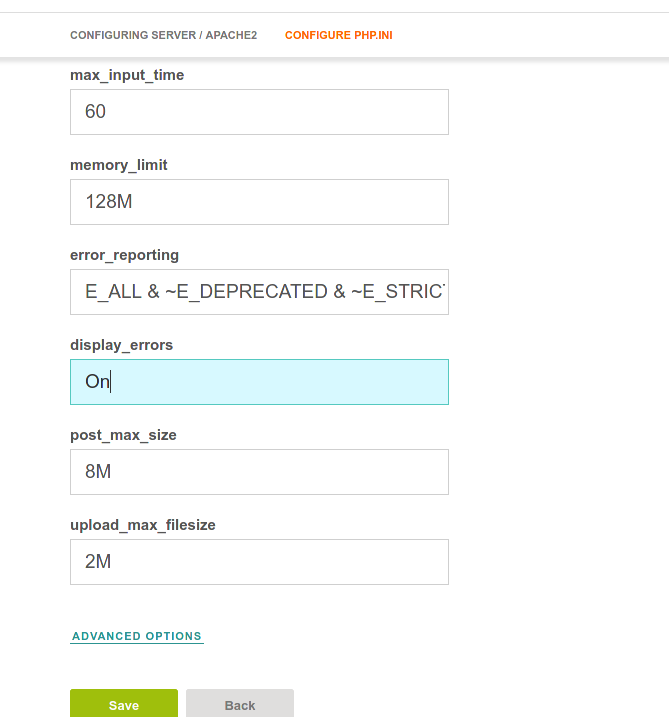 CONFIGURING SERVER / APACHE2 CONFIGURE PHP.INI
max_input_time
60
memory_limit
128M
error_reporting
E_ALL & ~E_DEPRECATED & ~E_STRIC
display_errors
On
post_max_size
8M
upload_max_filesize
2M
ADVANCED OPTIONS
Save Back